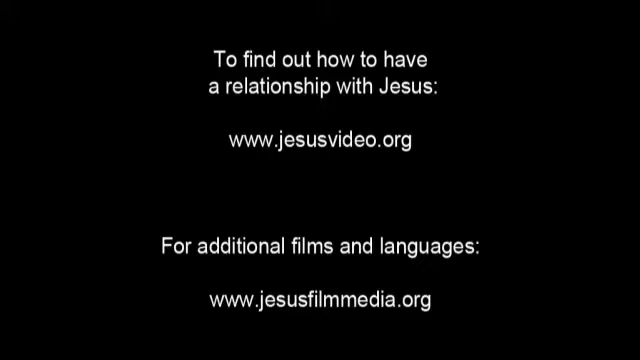 To find out how to have
a relationship with Jesus:
www.jesusvideo.org
For additional films and languages:
www.jesusfilmmedia.org